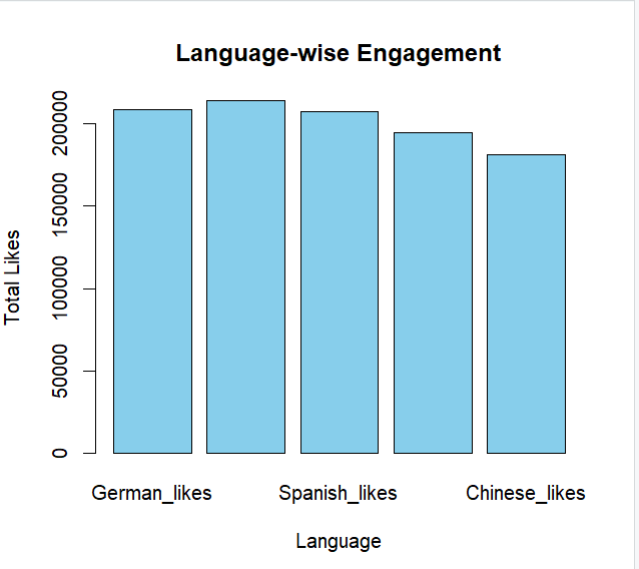 Language-wise Engagement
Total Likes
200000
150000
100000
50000
0
German_likes Spanish_likes Chinese_likes
Language